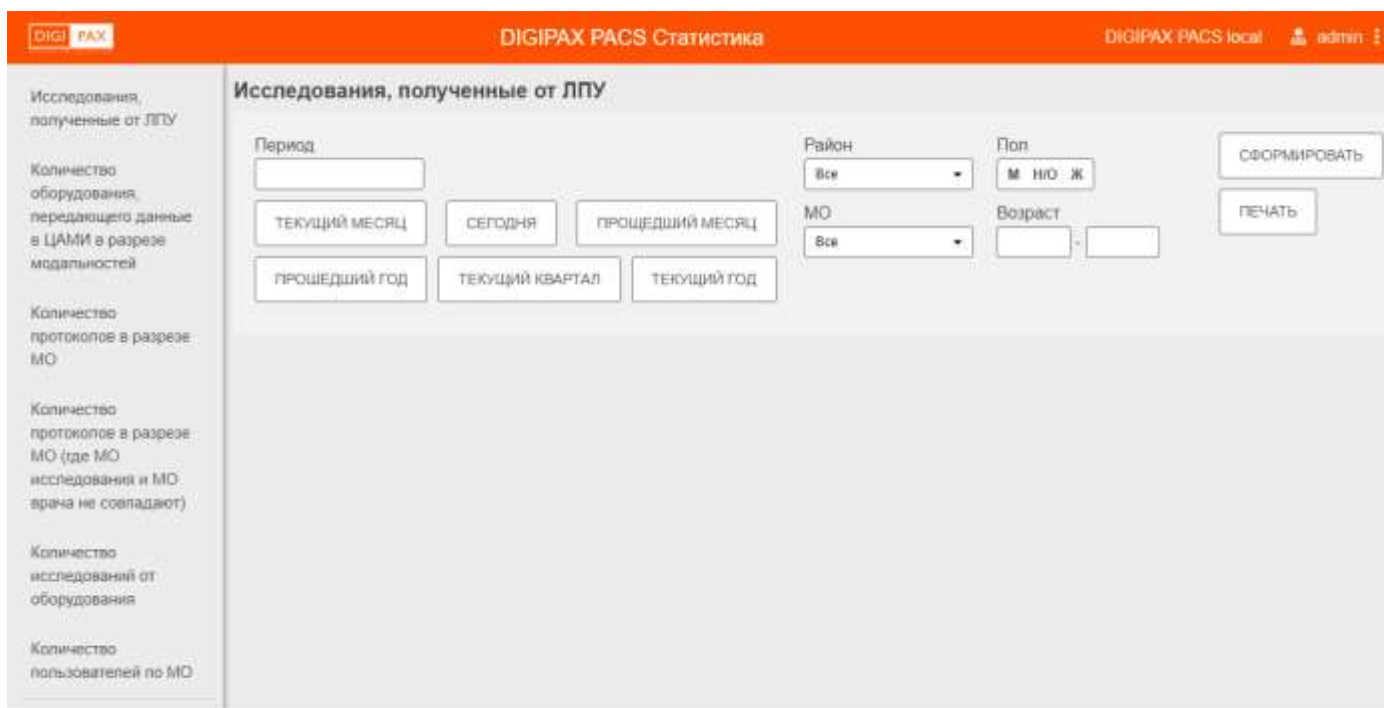 DIGI PAX
DIGIPAX PACS Статистика
DIGIPAX PACS local
admin
Исследования,
полученные от ЛПУ
Количество
оборудования,
передающего данные
в ЦАМИ в разрезе
модальностей
Количество
протоколов в разрезе
МО
Количество
протоколов в разрезе
МО (где МО
исследования и МО
врача не совпадают)
Количество
исследований от
оборудования
Количество
пользователей по МО
Исследования, полученные от ЛПУ
Период
ТЕКУЩИЙ МЕСЯЦ
СЕГОДНЯ
ПРОШЕДШИЙ МЕСЯЦ
ПРОШЕДШИЙ ГОД
ТЕКУЩИЙ КВАРТАЛ
ТЕКУЩИЙ ГОД
Район
Все
МО
Все
Пол
М Н/О Ж
Возраст
-
СФОРМИРОВАТЬ
ПЕЧАТЬ